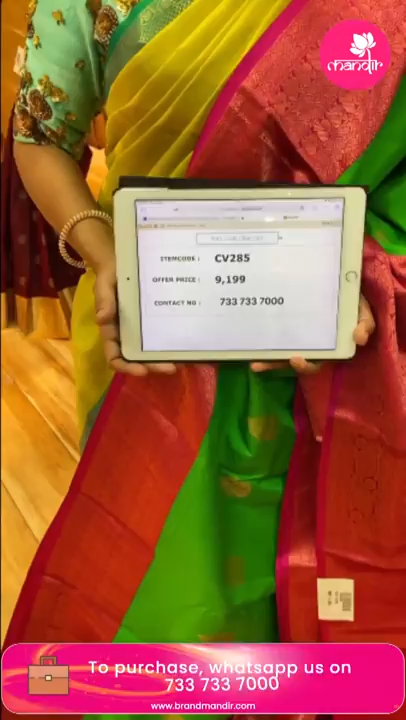 mandir
ITEMCODE : CV285
OFFER PRICE : 9,199
CONTACT NO : 733 733 7000
To purchase, whatsapp us on
733 733 7000
www.brandmandir.com